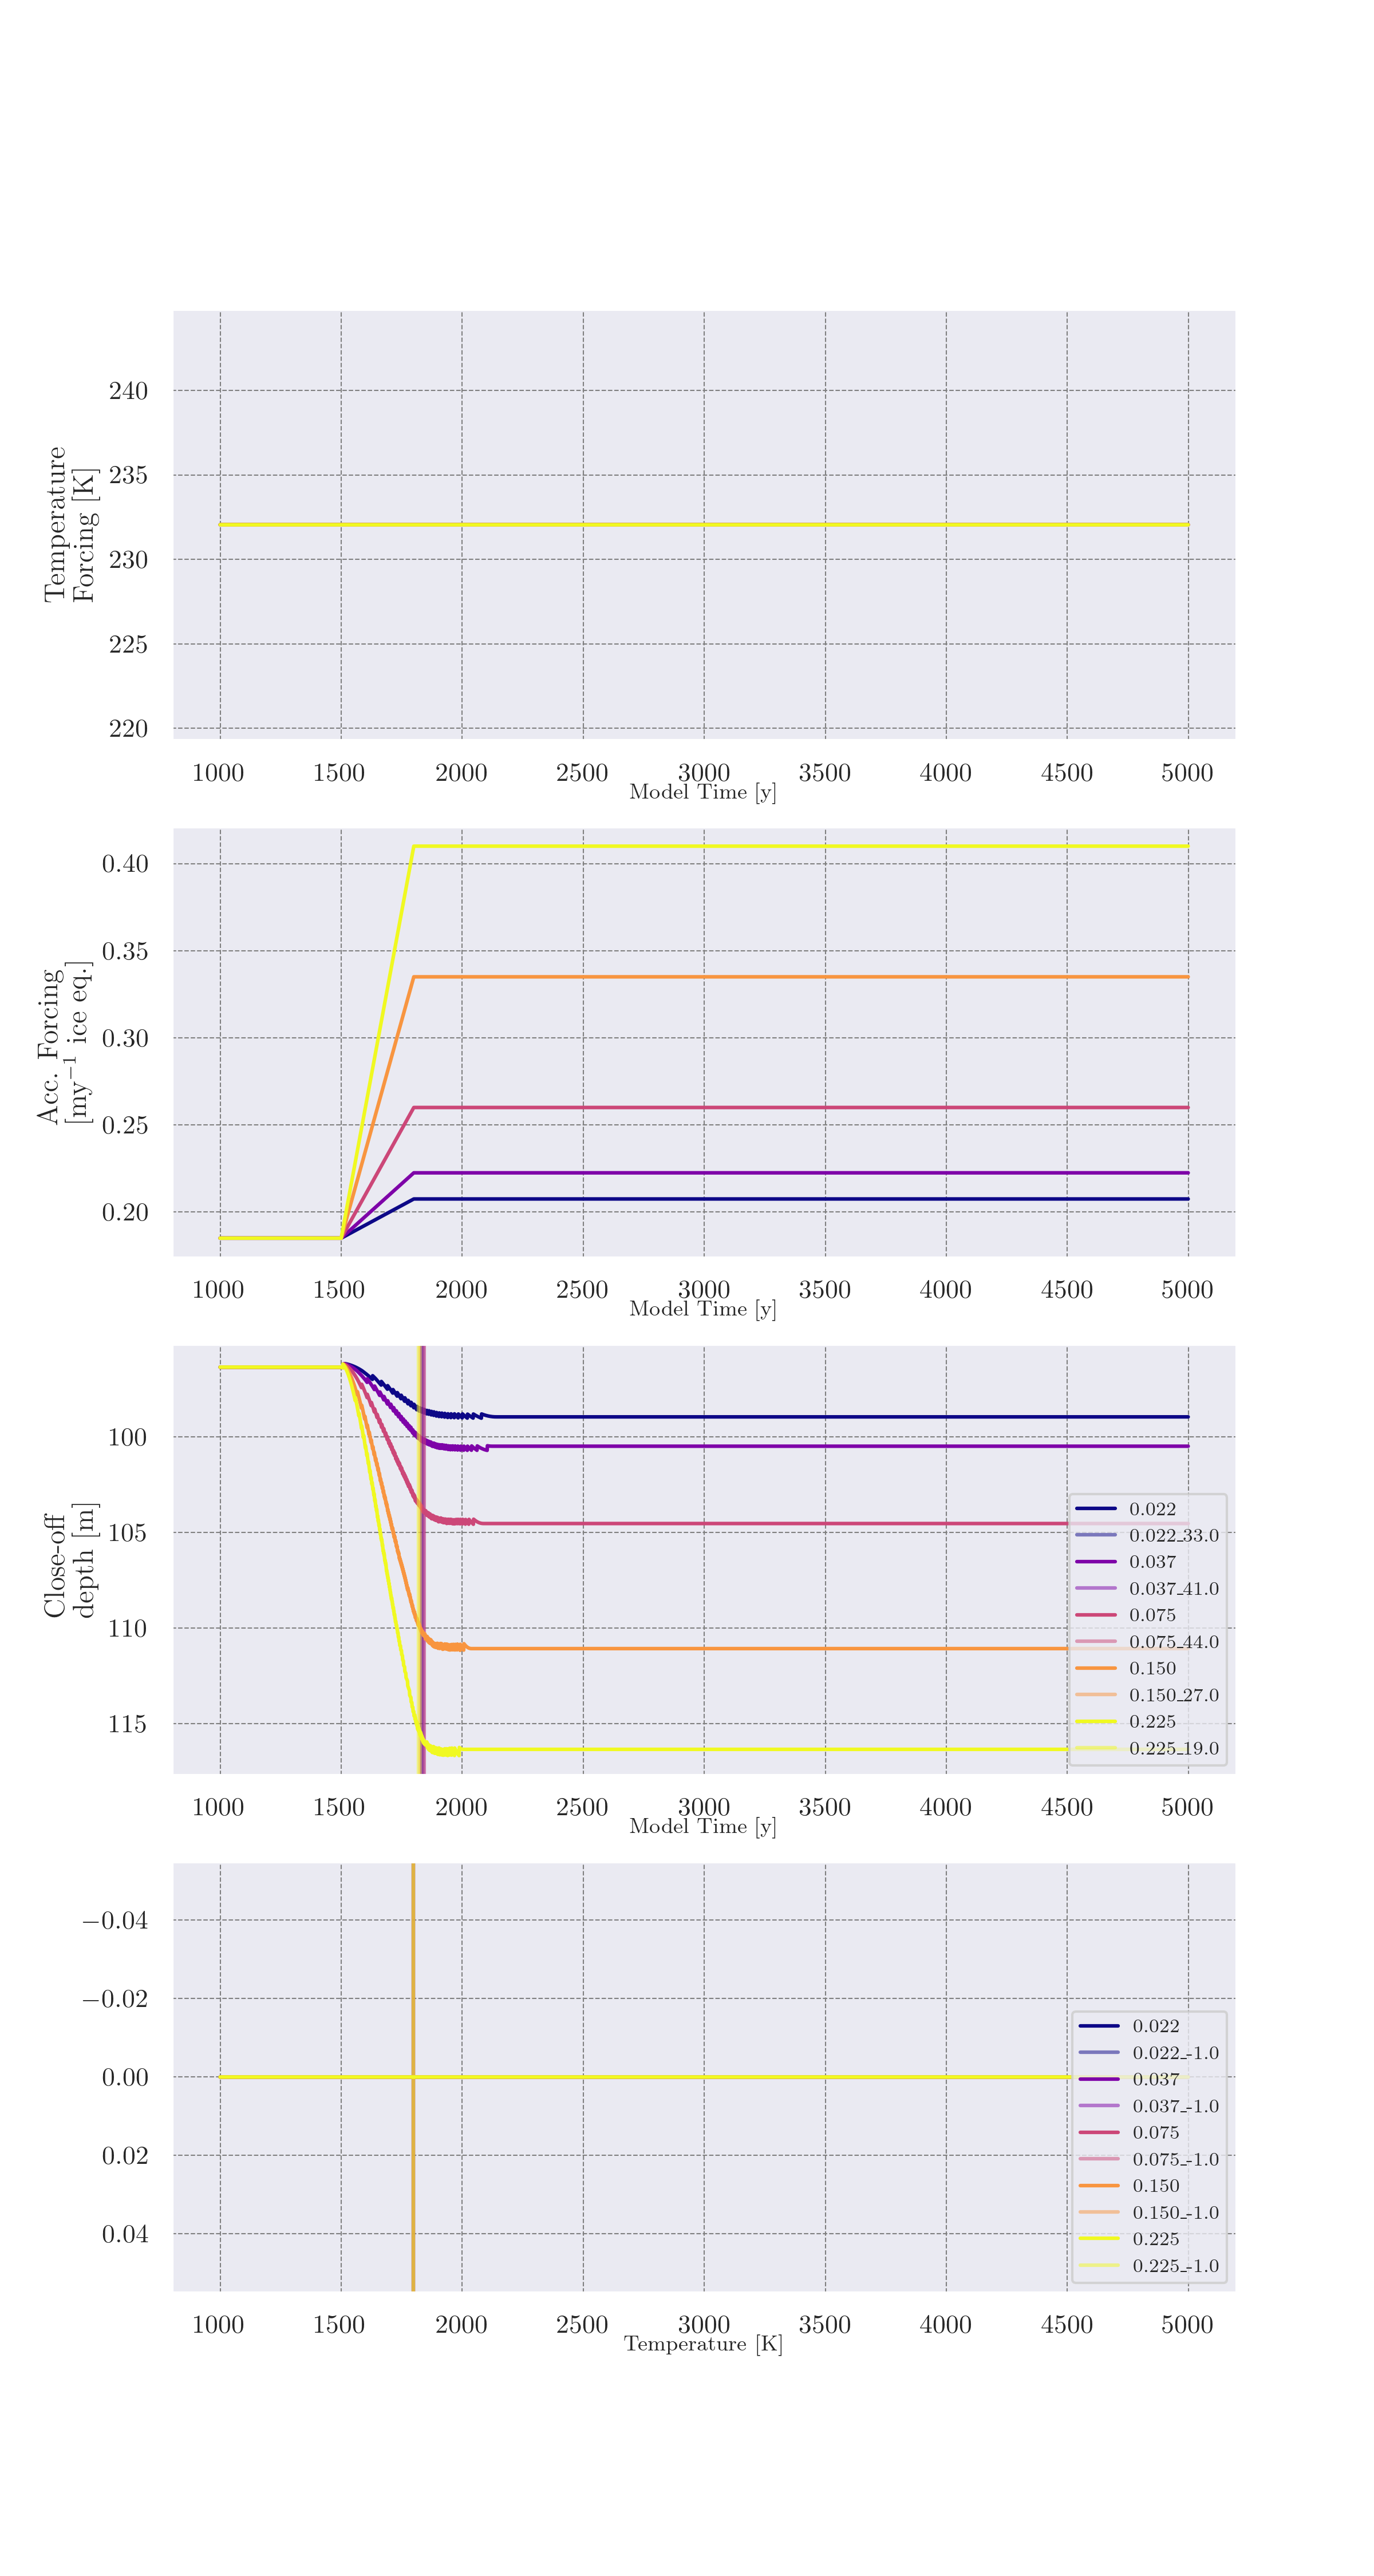 240
235
230
225
220
Temperature
Forcing [K]
1000 1500 2000 2500 3000 3500 4000 4500 5000
Model Time [y]
0.40
0.35
0.30
0.25
0.20
Acc. Forcing
[my⁻¹ ice eq.]
1000 1500 2000 2500 3000 3500 4000 4500 5000
Model Time [y]
100
105
110
115
Close-off
depth [m]
0.022
0.022_33.0
0.037
0.037_41.0
0.075
0.075_44.0
0.150
0.150_27.0
0.225
0.225_19.0
1000 1500 2000 2500 3000 3500 4000 4500 5000
Model Time [y]
−0.04
−0.02
0.00
0.02
0.04
0.022
0.022_-1.0
0.037
0.037_-1.0
0.075
0.075_-1.0
0.150
0.150_-1.0
0.225
0.225_-1.0
1000 1500 2000 2500 3000 3500 4000 4500 5000
Temperature [K]